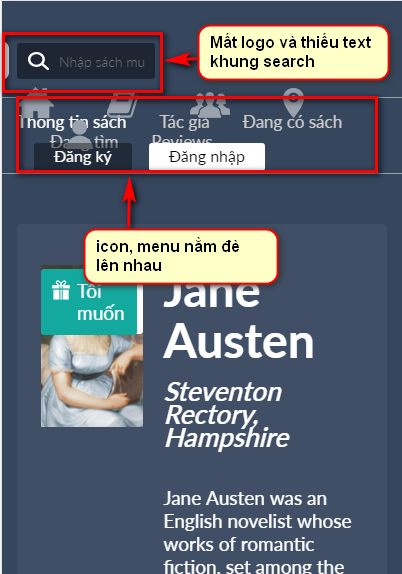 Mất logo và thiếu text
khung search
Nhập sách mu
Thông tin sách
Tác giả
Đang có sách
Đang tìm
Reviews
Đăng ký
Đăng nhập
icon, menu nằm đè
lên nhau
Tôi
muốn
Jane
Austen
Steventon
Rectory,
Hampshire
Jane Austen was an
English novelist whose
works of romantic
fiction, set among the